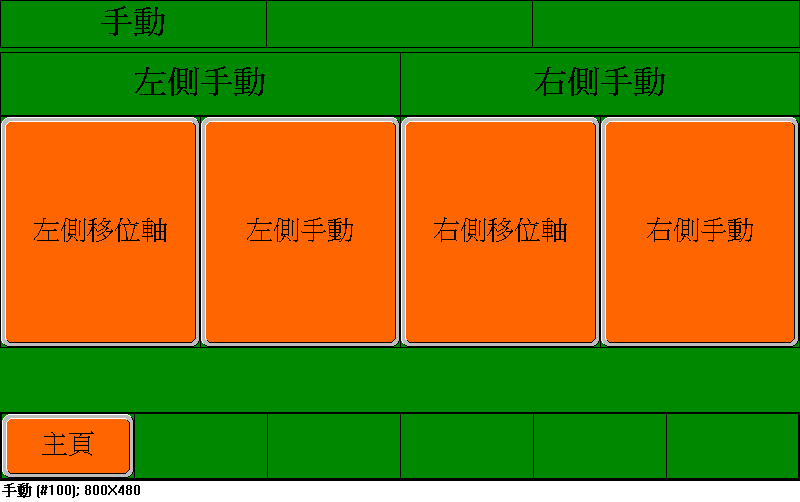 手動
左側手動 右側手動
左側移位軸 左側手動 右側移位軸 右側手動
主頁
手動 (#100); 800X480